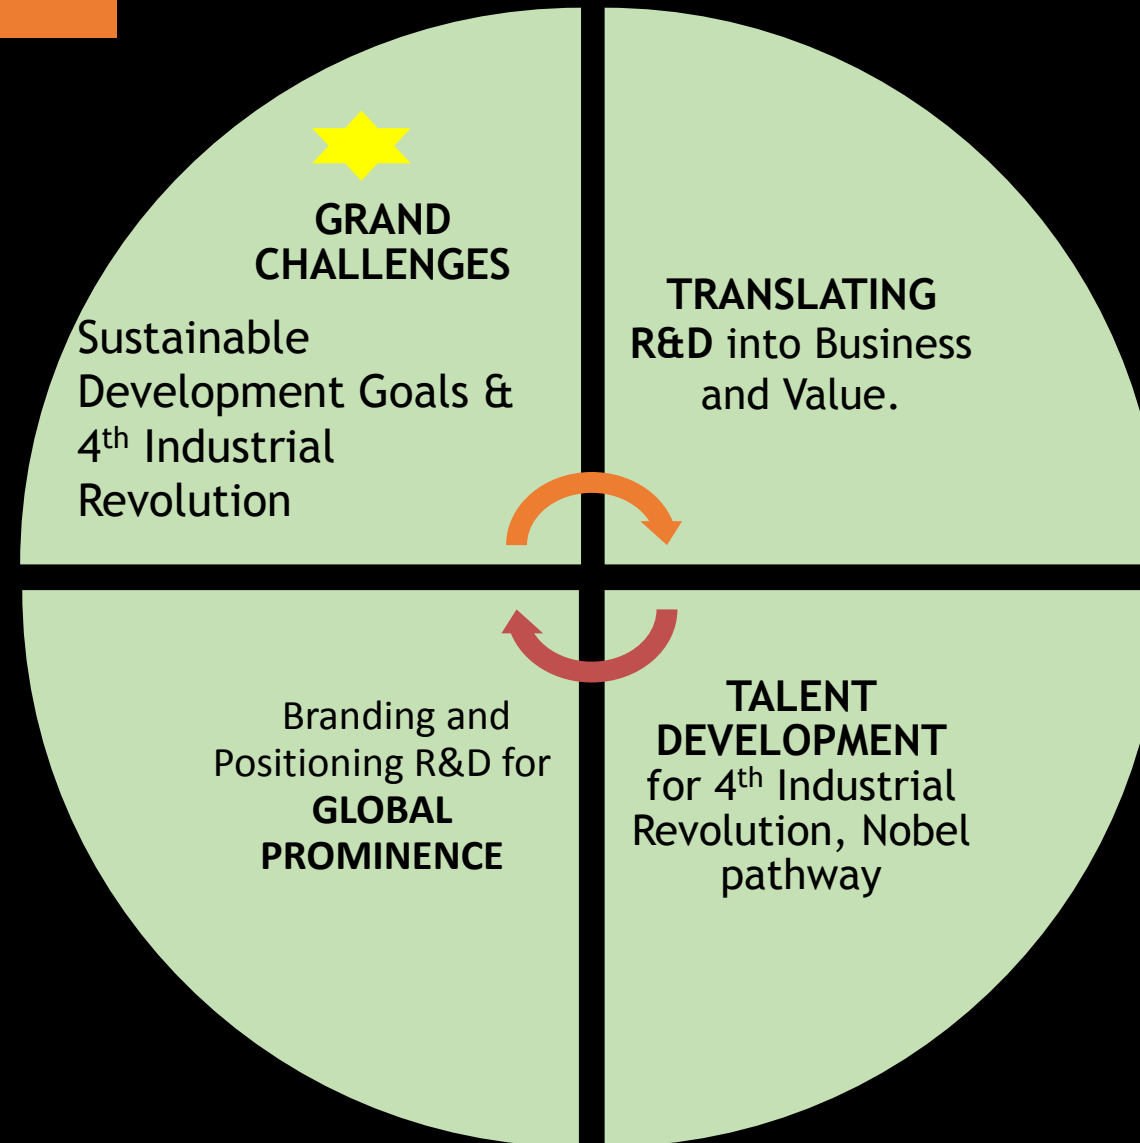 GRAND
CHALLENGES
Sustainable
Development Goals &
4th Industrial
Revolution
TRANSLATING
R&D into Business
and Value.
Branding and
Positioning R&D for
GLOBAL
PROMINENCE
TALENT
DEVELOPMENT
for 4th Industrial
Revolution, Nobel
pathway